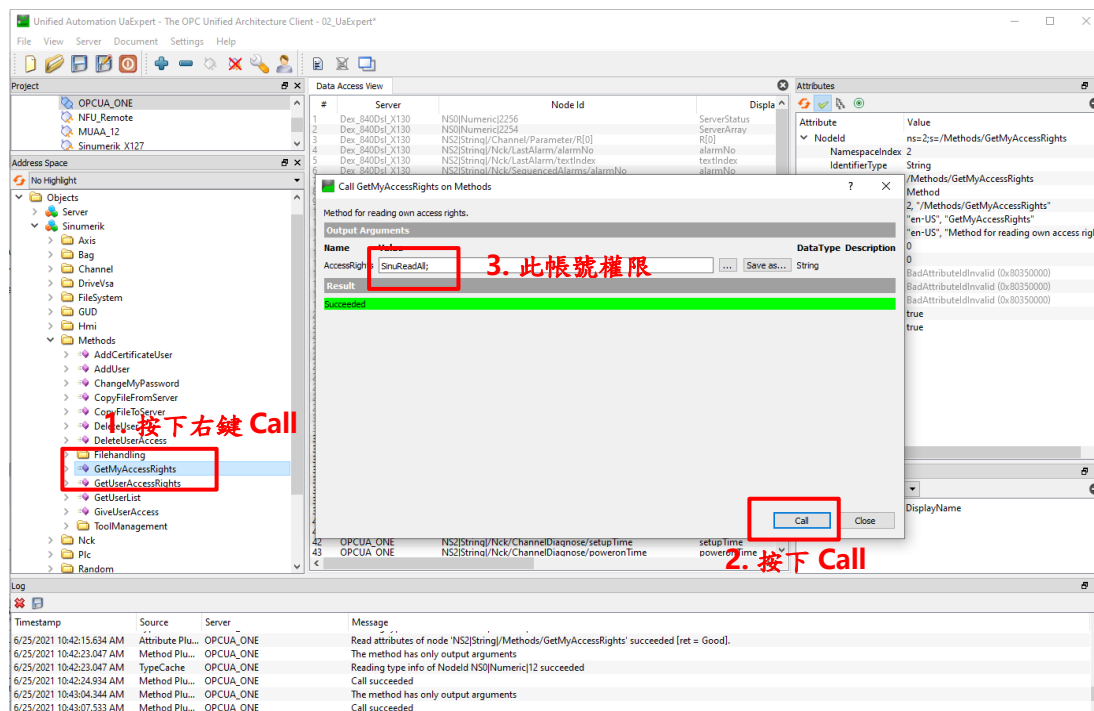 Unified Automation UaExpert - The OPC Unified Architecture Client - 02_UaExpert*
File View Server Document Settings Help
Project
OPCUA_ONE
NFU_Remote
MUAA_12
Sinumerik X127
Address Space
No Highlight
Objects
Server
Sinumerik
Axis
Bag
Channel
DriveVsa
FileSystem
GUD
Hmi
Methods
AddCertificateUser
AddUser
ChangeMyPassword
CopyFileFromServer
CopyFileToServer
DeleteUser
DeleteUserAccess
Filehandling
GetMyAccessRights
GetUserAccessRights
GetUserList
GiveUserAccess
ToolManagement
Nck
Plc
Random
1. 按下右鍵 Call
Data Access View
# Server Node Id Displa
1 Dex_840Dsl_X130 NS0|Numeric|2256 ServerStatus
2 Dex_840Dsl_X130 NS0|Numeric|2254 ServerArray
3 Dex_840Dsl_X130 NS2|String|/Channel/Parameter/R[0] R[0]
4 Dex_840Dsl_X130 NS2|String|/Nck/LastAlarm/alarmNo alarmNo
5 Dex_840Dsl_X130 NS2|String|/Nck/LastAlarm/textIndex textIndex
6 Dex_840Dsl_X130 NS2|String|/Nck/SequencedAlarms/alarmNo alarmNo
Call GetMyAccessRights on Methods ? ×
Method for reading own access rights.
Output Arguments
Name Value DataType Description
AccessRights SinuReadAll; ... Save as... String
3. 此帳號權限
Result
Succeeded
Call Close
2. 按下 Call
42 OPCUA_ONE NS2|String|/Nck/ChannelDiagnose/setupTime setupTime
43 OPCUA ONE NS2|String|/Nck/ChannelDiagnose/poweronTime poweronTime
Attributes
Attribute Value
NodeId ns=2;s=/Methods/GetMyAccessRights
NamespaceIndex 2
IdentifierType String
/Methods/GetMyAccessRights
Method
2, "/Methods/GetMyAccessRights"
"en-US", "GetMyAccessRights"
"en-US", "Method for reading own access righ
0
0
BadAttributeIdInvalid (0x80350000)
BadAttributeIdInvalid (0x80350000)
BadAttributeIdInvalid (0x80350000)
true
true
DisplayName
Log
Timestamp Source Server Message
6/25/2021 10:42:15.634 AM Attribute Plu... OPCUA_ONE Read attributes of node 'NS2|String|/Methods/GetMyAccessRights' succeeded [ret = Good].
6/25/2021 10:42:23.047 AM Method Plu... OPCUA_ONE The method has only output arguments
6/25/2021 10:42:23.047 AM TypeCache OPCUA_ONE Reading type info of NodeId NS0|Numeric|12 succeeded
6/25/2021 10:42:24.934 AM Method Plu... OPCUA_ONE Call succeeded
6/25/2021 10:43:04.344 AM Method Plu... OPCUA_ONE The method has only output arguments
6/25/2021 10:43:07.533 AM Method Plu... OPCUA ONE Call succeeded